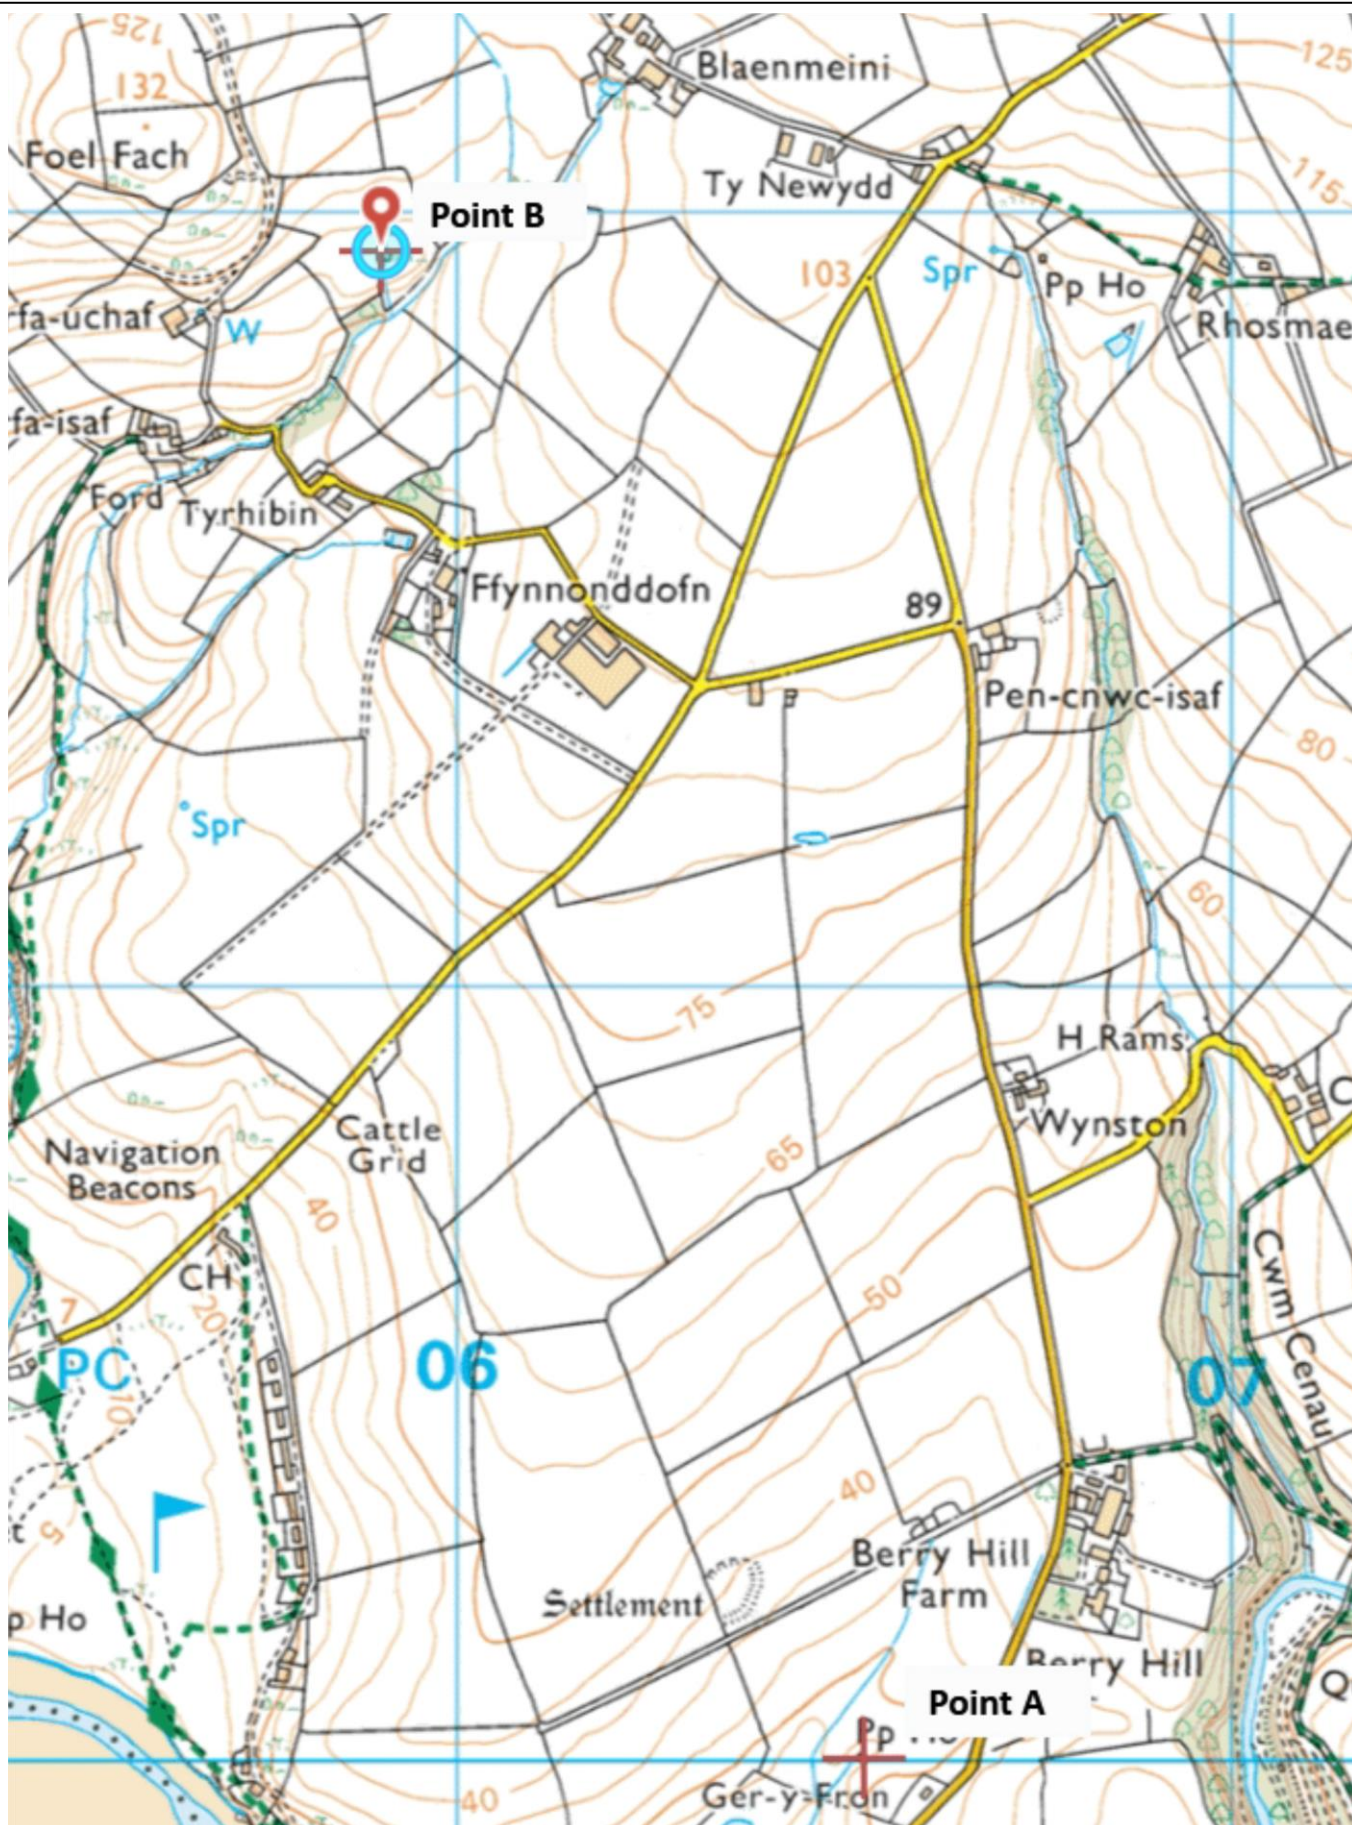 125
132
Foel Fach
Blaenmeini
125
Ty Newydd
115
Point B
103
Spr
Pp Ho
Rhosmae
fa-uchaf
W
fa-isaf
Ford
Tyrhibin
Ffynnonddofn
89
Pen-cnwc-isaf
80
Spr
60
75
H Rams
C
Wynston
Cattle
Grid
65
Navigation
Beacons
40
CH
20
50
7
PC
10
06
07
Cwm Cenau
40
5
t
Berry Hill
Farm
Settlement
p Ho
Berry Hill
Q
Point A
Pp Ho
Ger-y-Fron
40